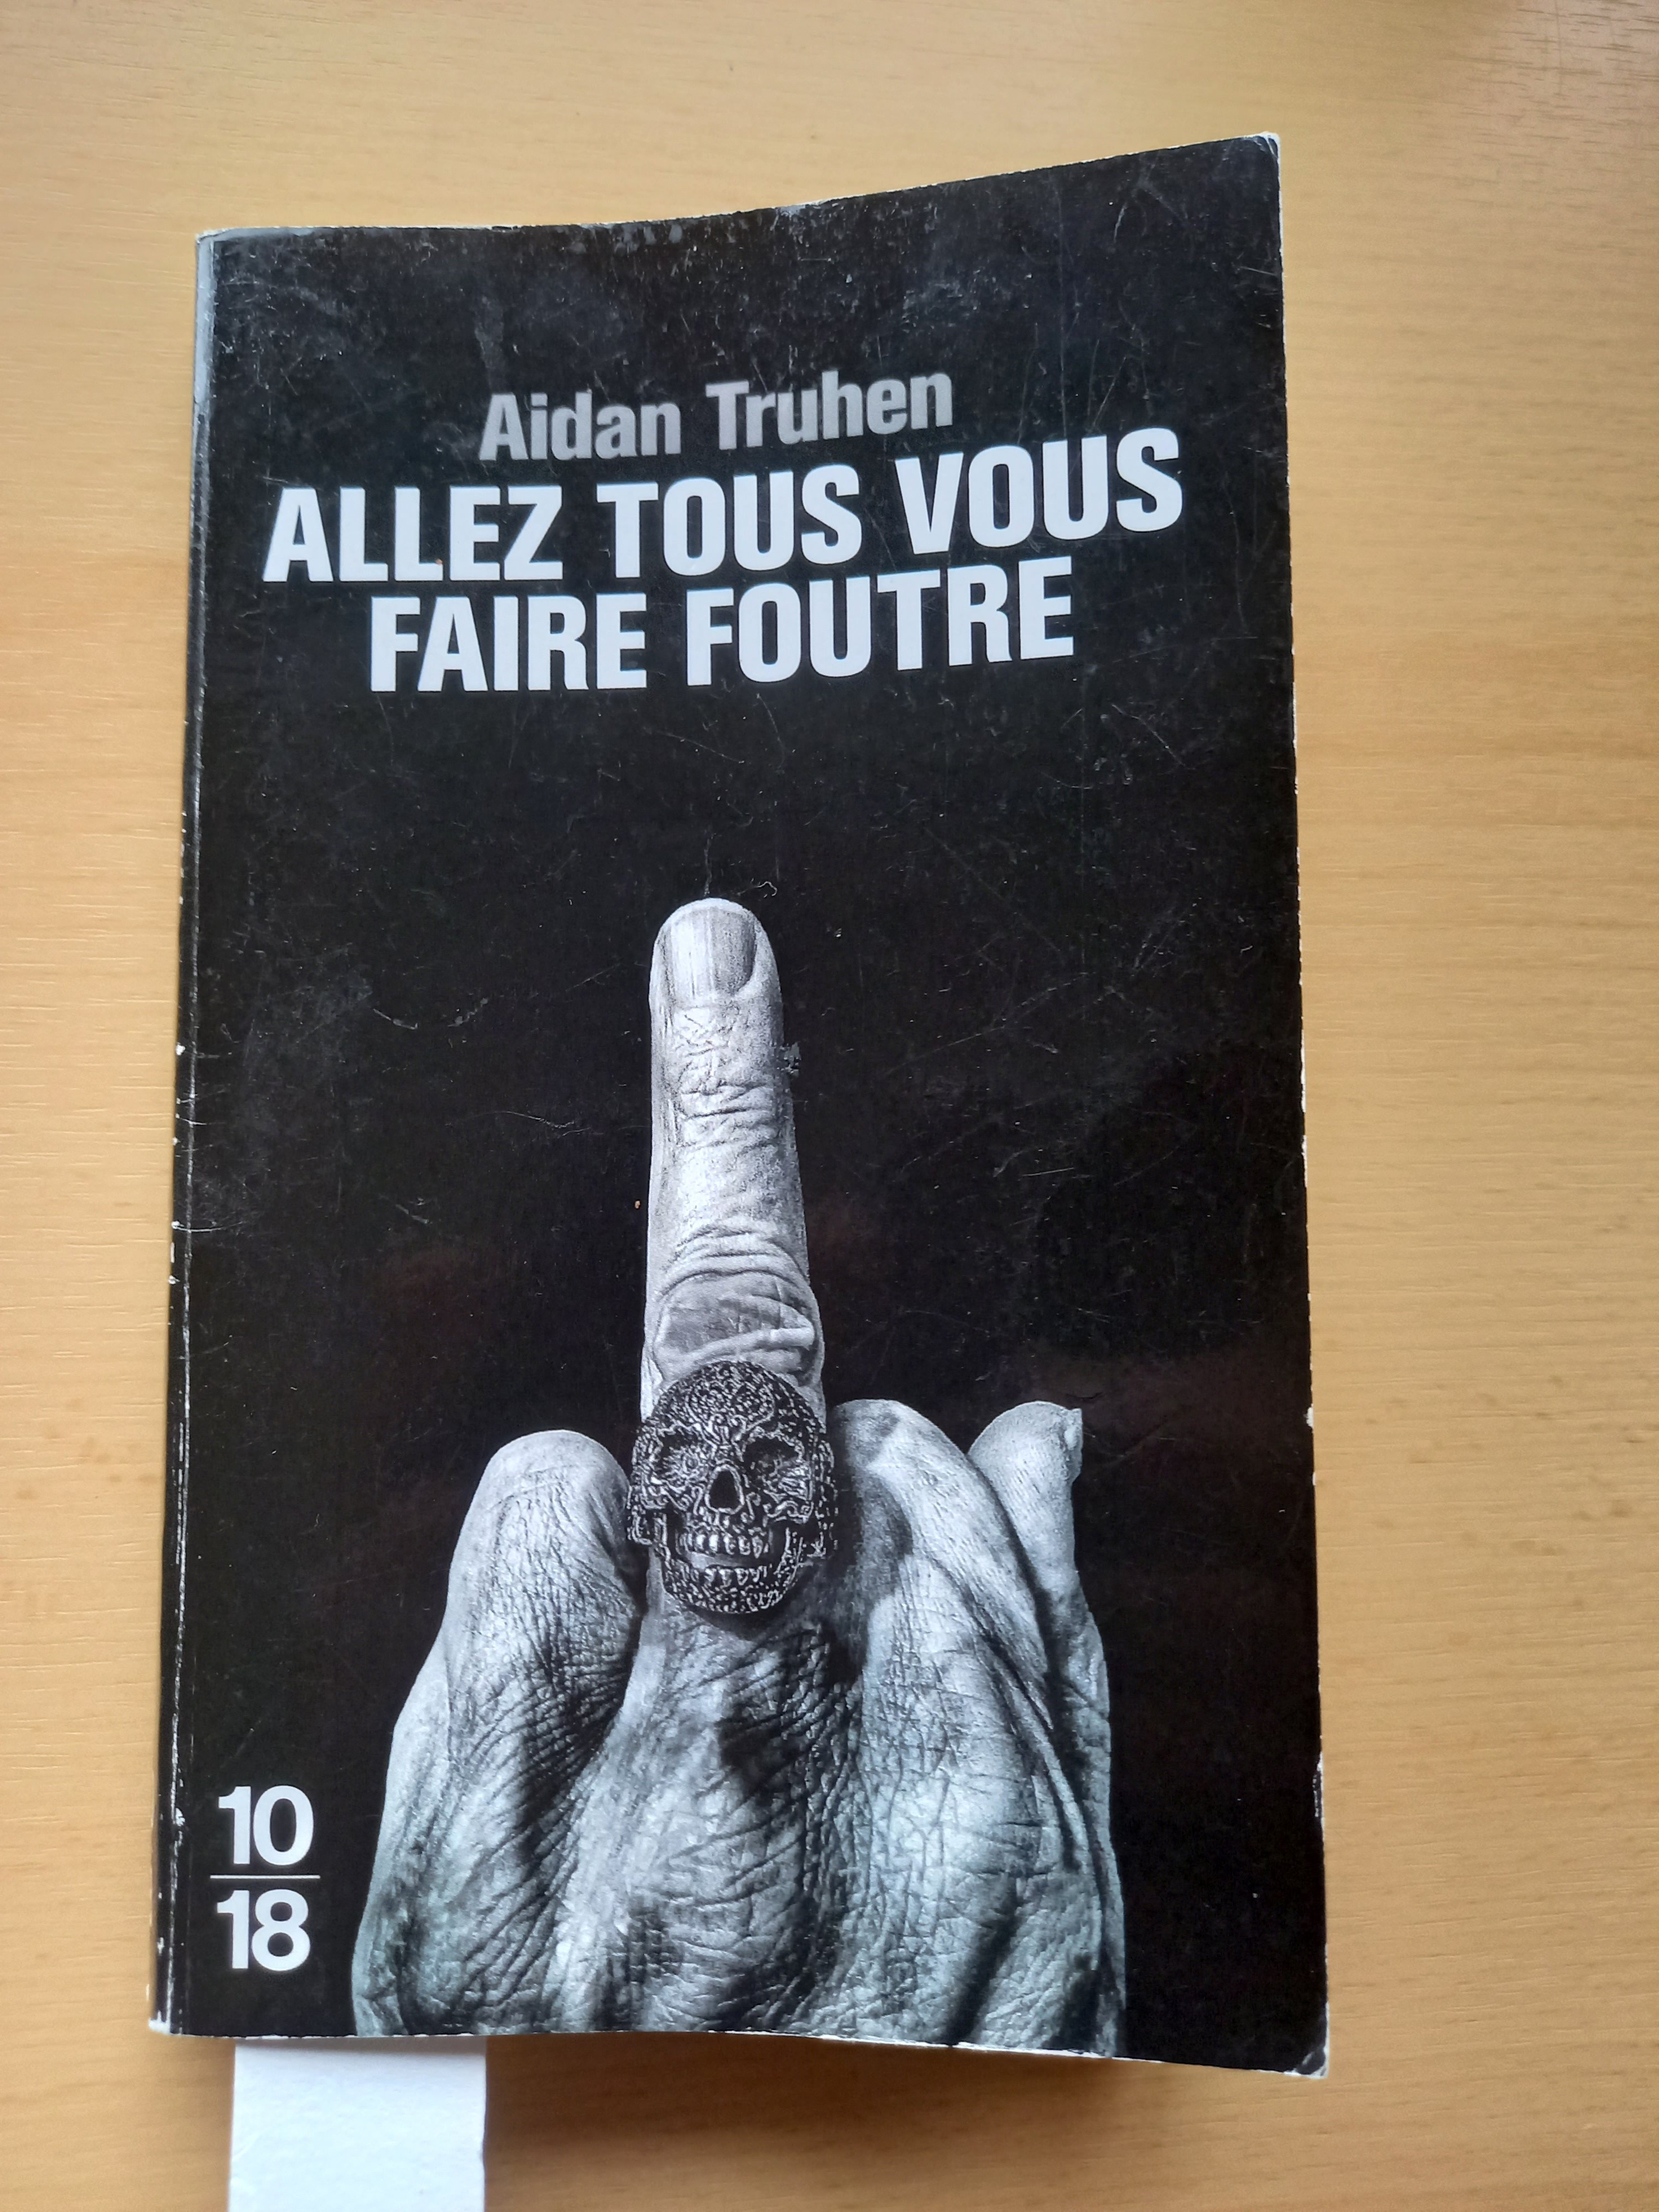 Aidan Truhen
ALLEZ TOUS VOUS
FAIRE FOUTRE
10
18